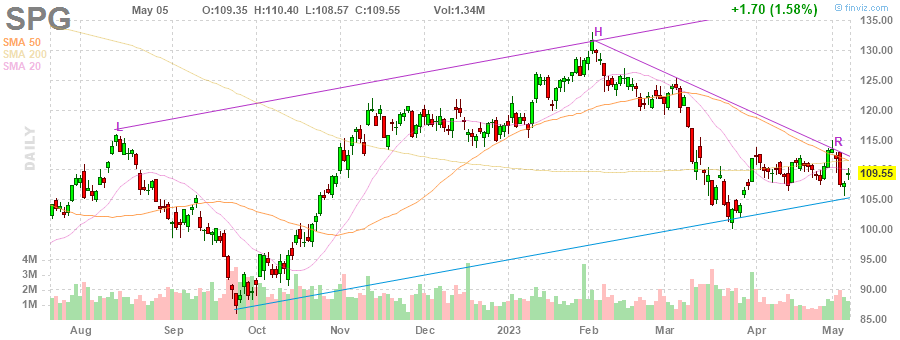 SPG
May 05 O:109.35 H:110.40 L:108.57 C:109.55 Vol:1.34M +1.70 (1.58%) © finviz.com
SMA 50
SMA 200
SMA 20
DAILY
L
H
R
135.00
130.00
125.00
120.00
115.00
109.55
105.00
100.00
95.00
90.00
85.00
4M
3M
2M
1M
Aug Sep Oct Nov Dec 2023 Feb Mar Apr May